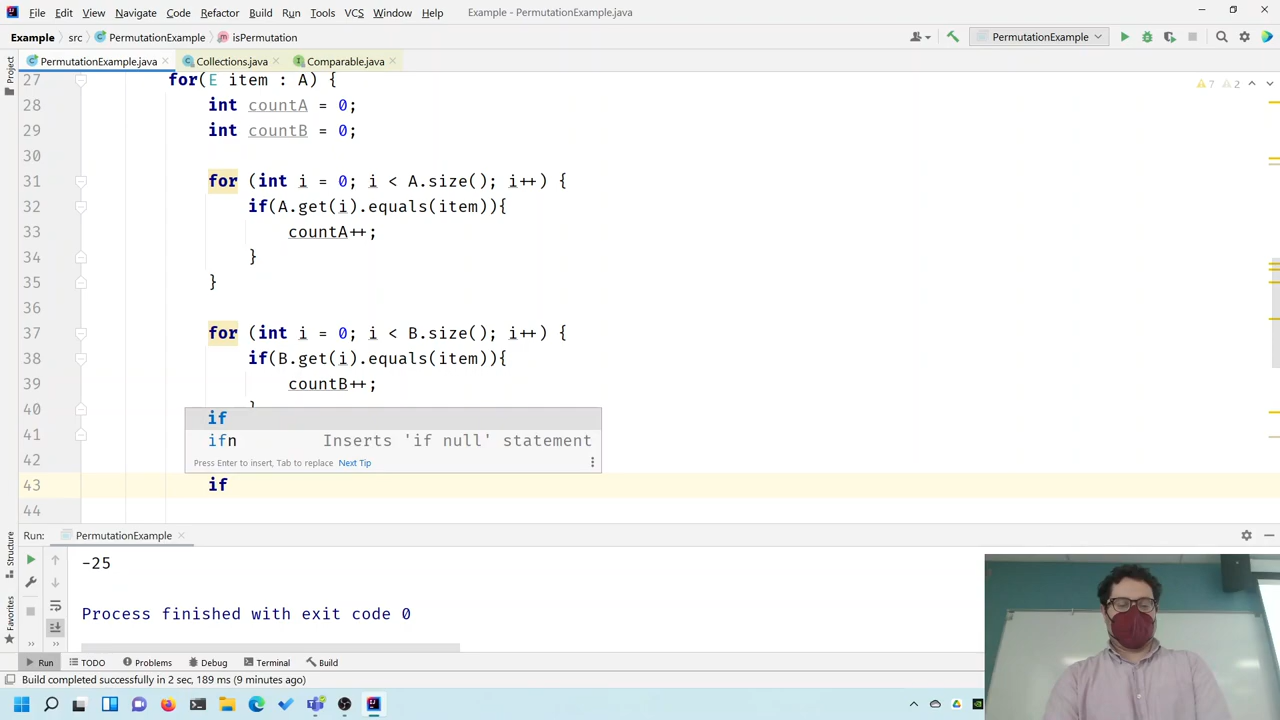 File Edit View Navigate Code Refactor Build Run Tools VCS Window Help Example - PermutationExample.java
Example src PermutationExample isPermutation PermutationExample
PermutationExample.java Collections.java Comparable.java
Project
7 2
27 for(E item : A) {
28 int countA = 0;
29 int countB = 0;
30
31 for (int i = 0; i < A.size(); i++) {
32 if(A.get(i).equals(item)){
33 countA++;
34 }
35 }
36
37 for (int i = 0; i < B.size(); i++) {
38 if(B.get(i).equals(item)){
39 countB++;
40 }
41
42
if
ifn Inserts 'if null' statement
Press Enter to insert, Tab to replace Next Tip
43 if
44
Structure
Favorites
Run: PermutationExample
-25
Process finished with exit code 0
Run TODO Problems Debug Terminal Build
Build completed successfully in 2 sec, 189 ms (9 minutes ago)